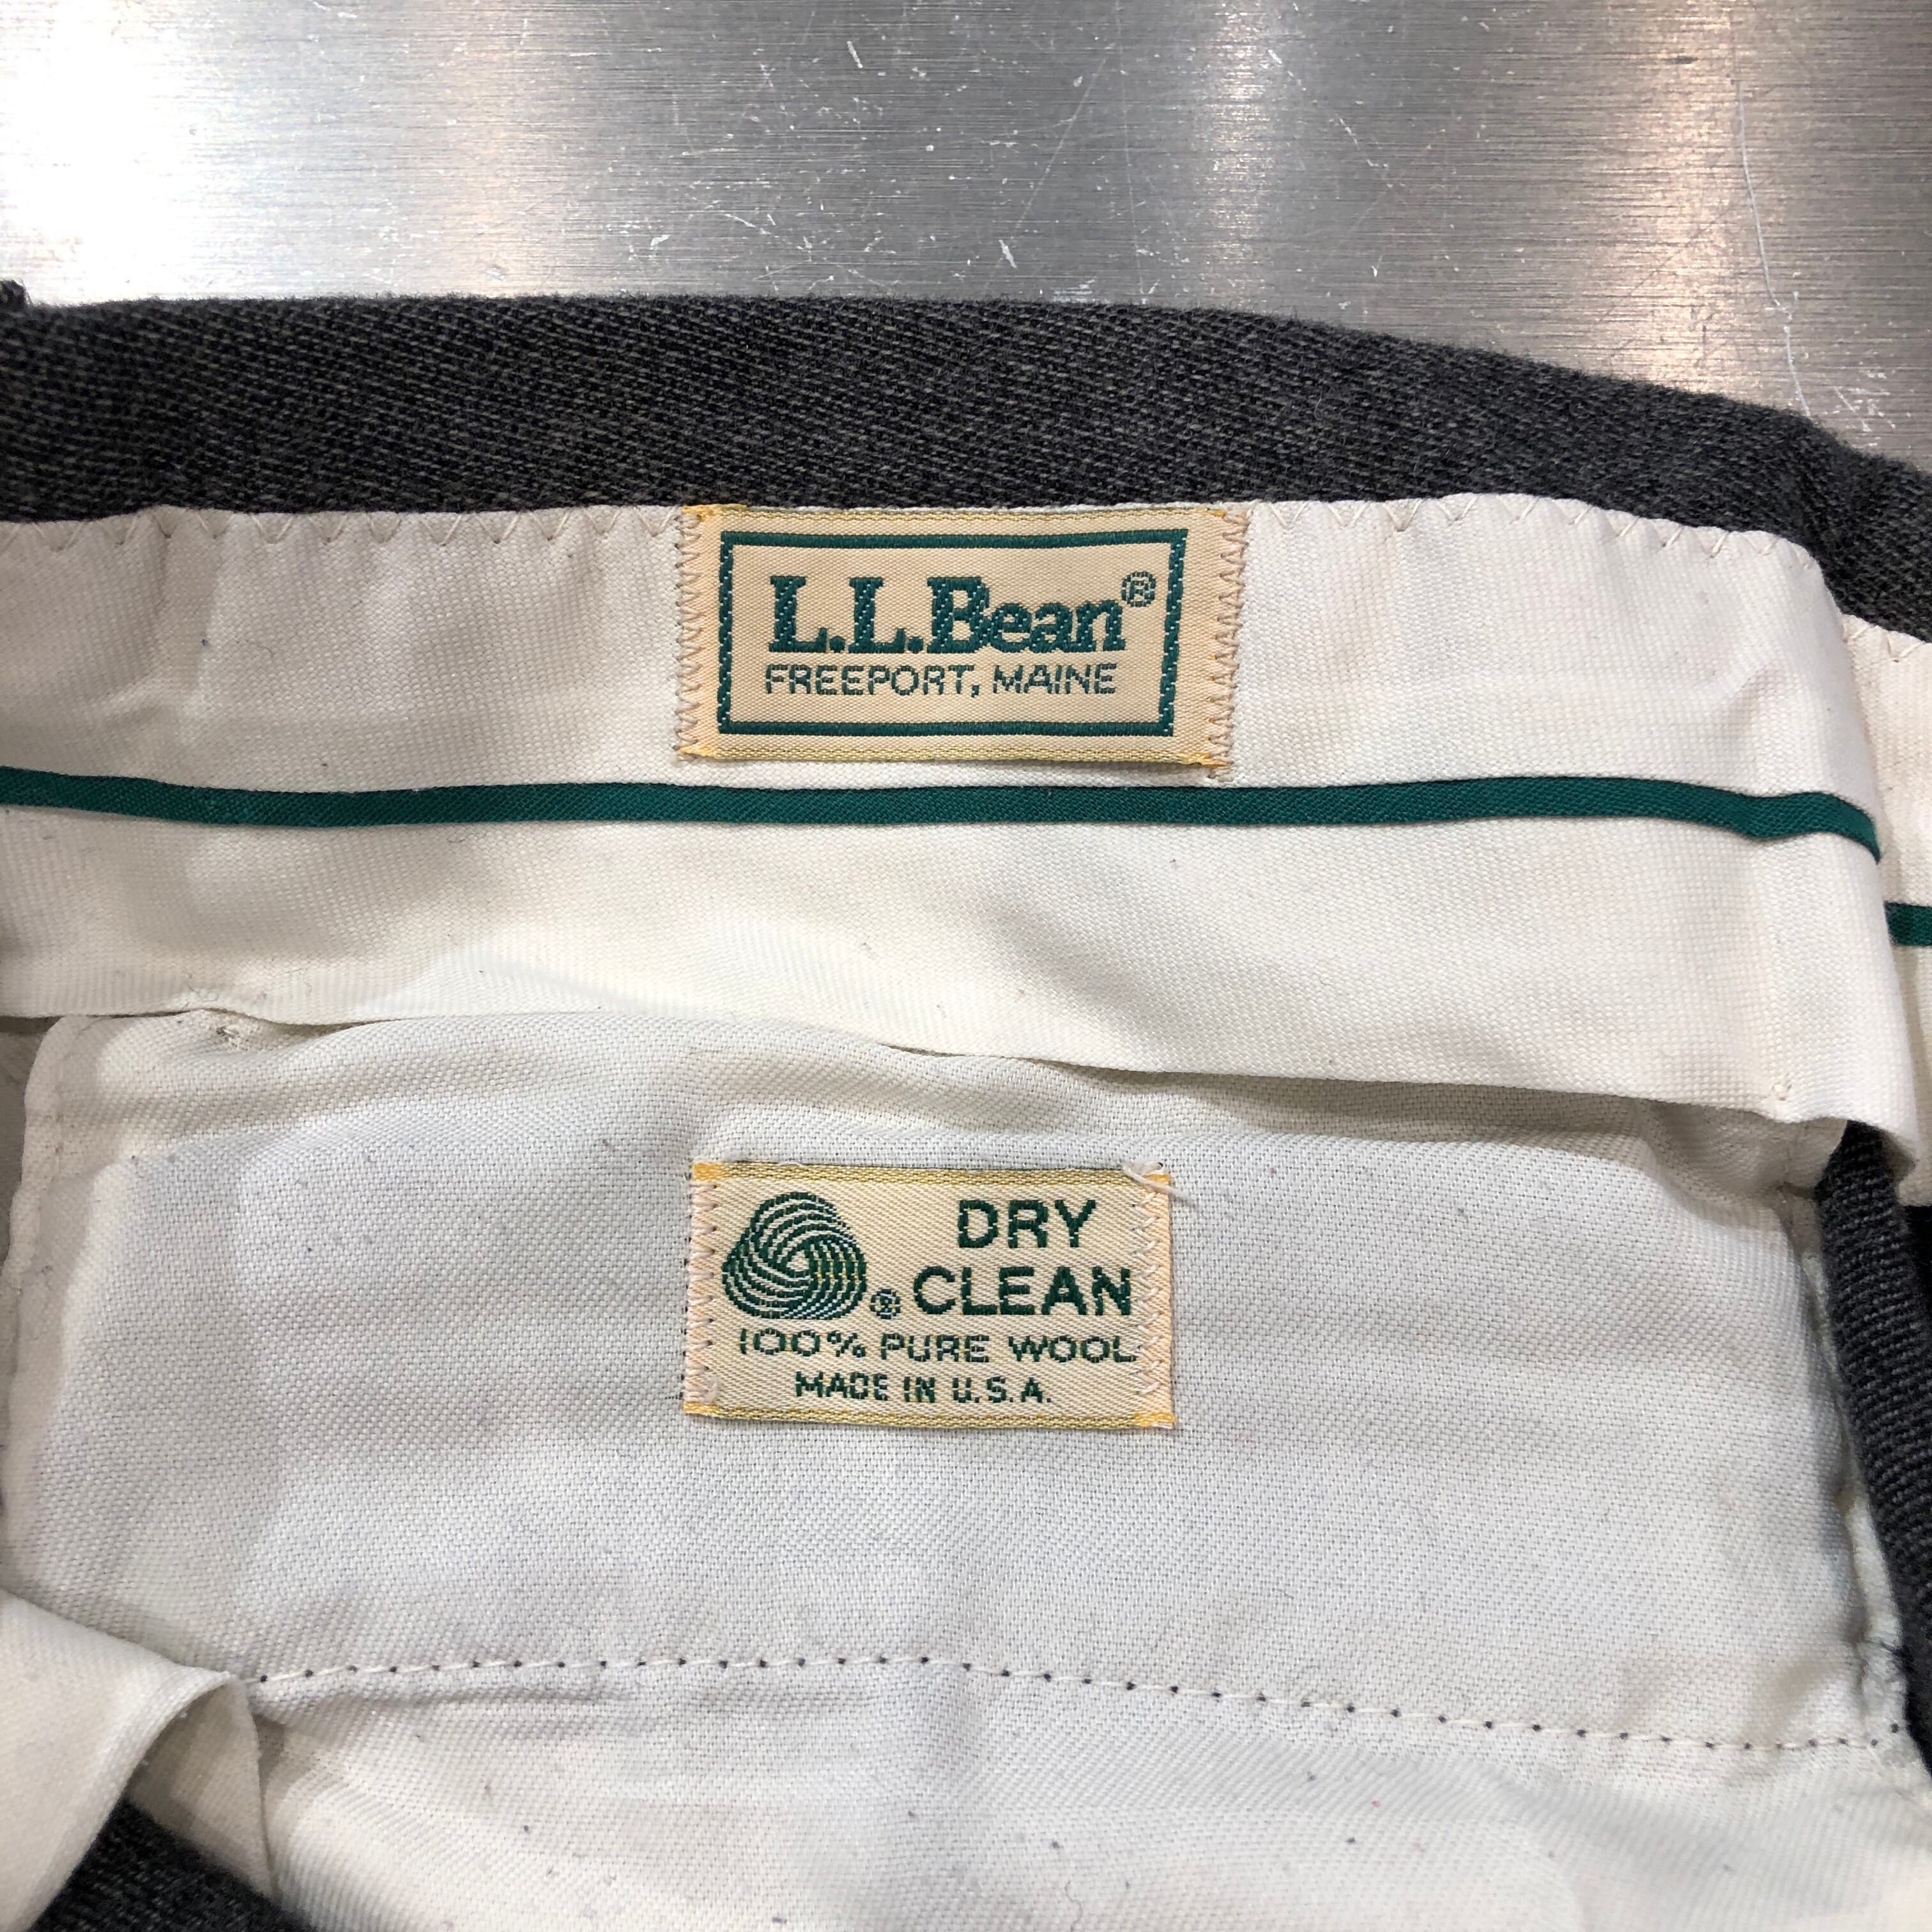 L.L.Bean®
FREEPORT, MAINE
DRY
® CLEAN
100% PURE WOOL
MADE IN U.S.A.